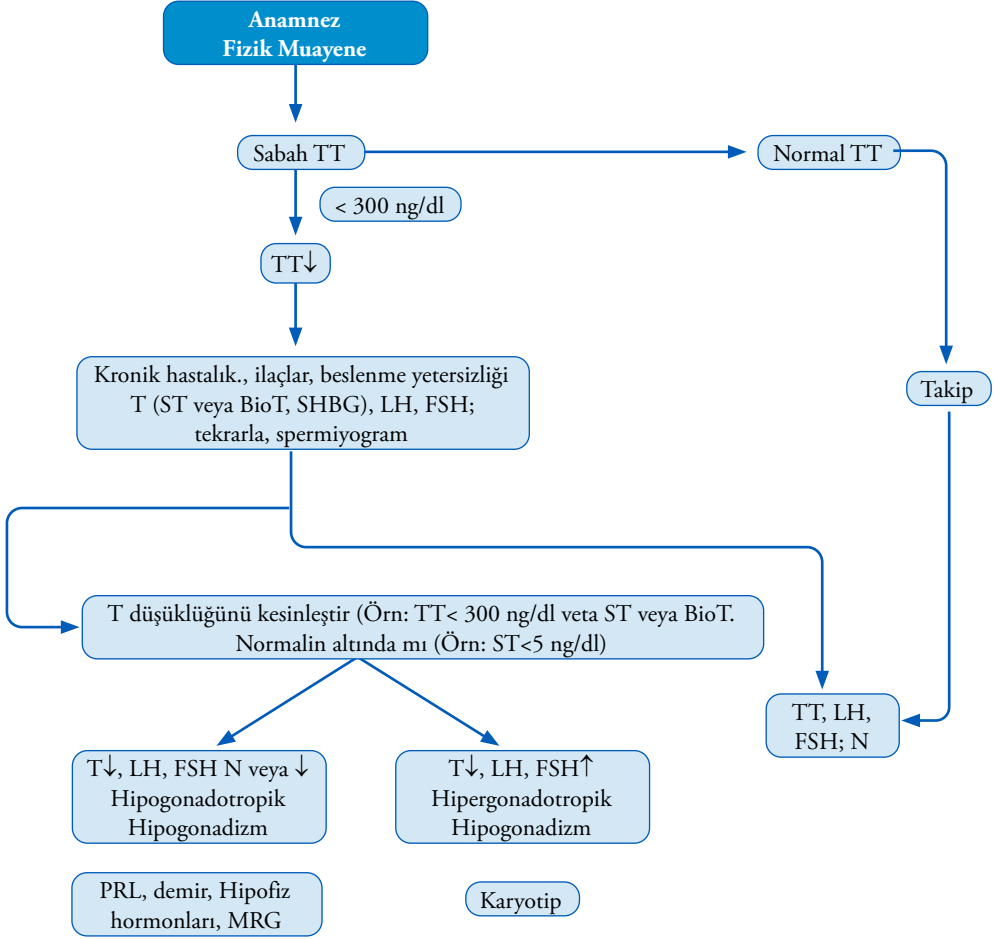 Anamnez
Fizik Muayene
Sabah TT
Normal TT
< 300 ng/dl
TT↓
Kronik hastalık., ilaçlar, beslenme yetersizliği
T (ST veya BioT, SHBG), LH, FSH;
tekrarla, spermiyogram
Takip
T düşüklüğünü kesinleştir (Örn: TT< 300 ng/dl veta ST veya BioT.
Normalin altında mı (Örn: ST<5 ng/dl)
TT, LH,
FSH; N
T↓, LH, FSH N veya ↓
Hipogonadotropik
Hipogonadizm
T↓, LH, FSH↑
Hipergonadotropik
Hipogonadizm
PRL, demir, Hipofiz
hormonları, MRG
Karyotip